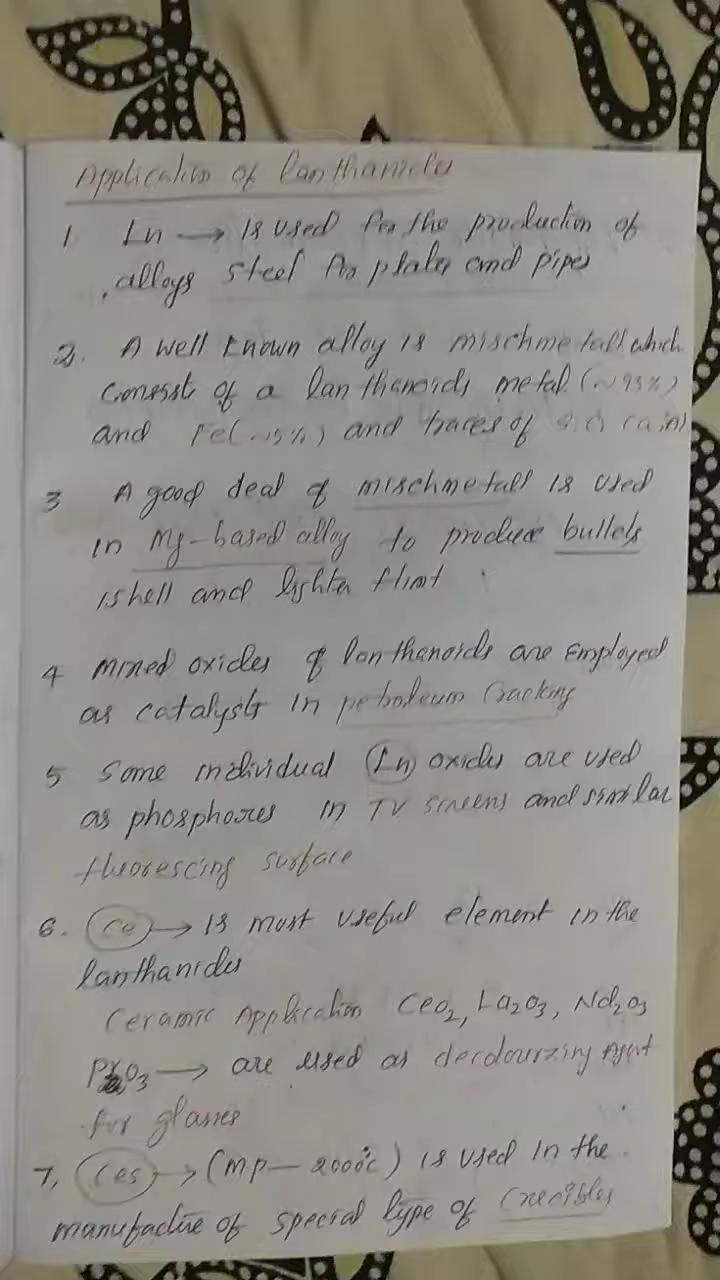 Application of lanthanides
1 Ln → Is used for the production of
alloys steel for plates and pipes
2. A well known alloy is mischmetall which
consist of a lanthanoids metal (~95%)
and Fe (~5%) and traces of
3 A good deal of mischmetall is used
in Mg-based alloy to produce bullets
shell and lighter flint
4 mixed oxides of lanthanoids are employed
as catalysts in petroleum cracking
5 Some individual (Ln) oxides are used
as phosphores in TV screens and similar
fluorescing surface
6. (Ce) → Is most useful element in the
lanthanides
Ceramic Application CeO₂, La₂O₃, Nd₂O₃
Pr₂O₃ → are used as decolourizing Agent
for glasses
7, (Ces) → (mp - 2000°C) is used in the
manufactire of special type of Crecibles